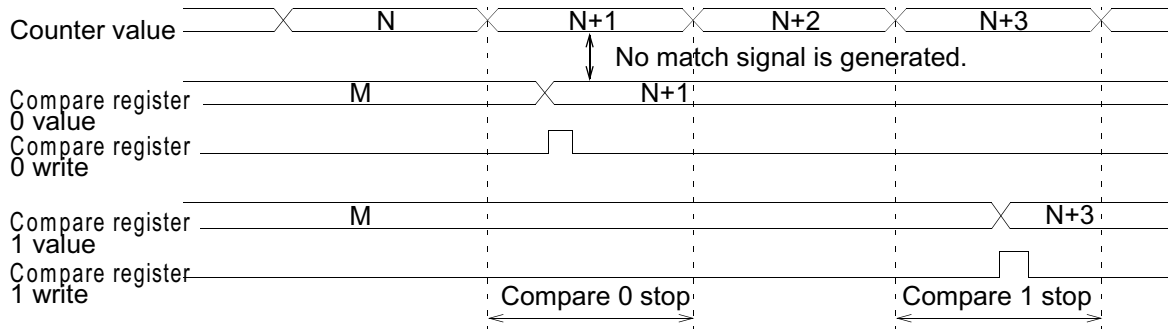 Counter value N N+1 N+2 N+3
No match signal is generated.
Compare register M N+1
0 value
Compare register
0 write
Compare register M N+3
1 value
Compare register
1 write
Compare 0 stop Compare 1 stop